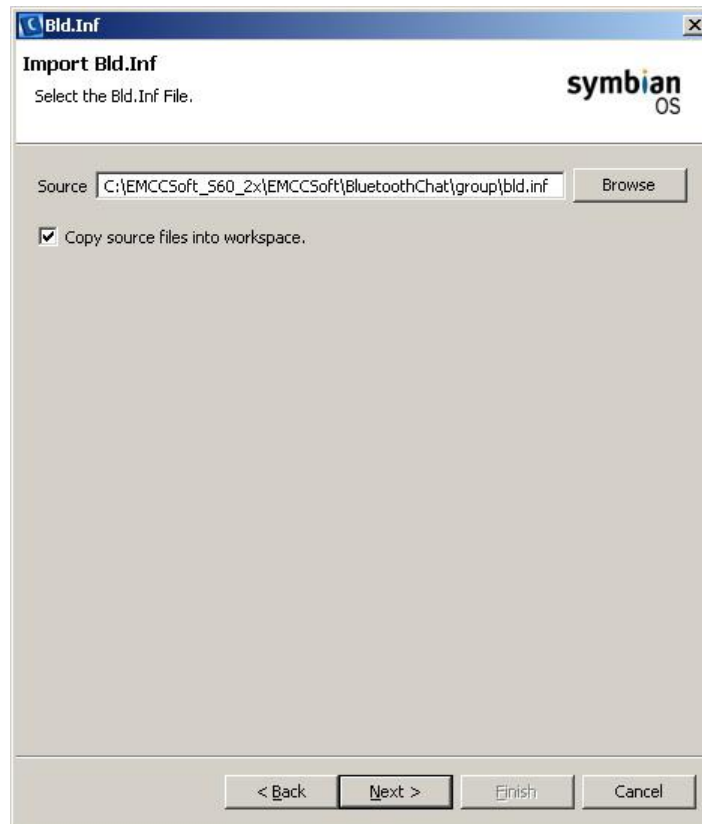 Bld.Inf
Import Bld.Inf
Select the Bld.Inf File.
symbian
OS
Source C:\EMCCSoft_S60_2x\EMCCSoft\BluetoothChat\group\bld.inf Browse
Copy source files into workspace.
< Back Next > Finish Cancel